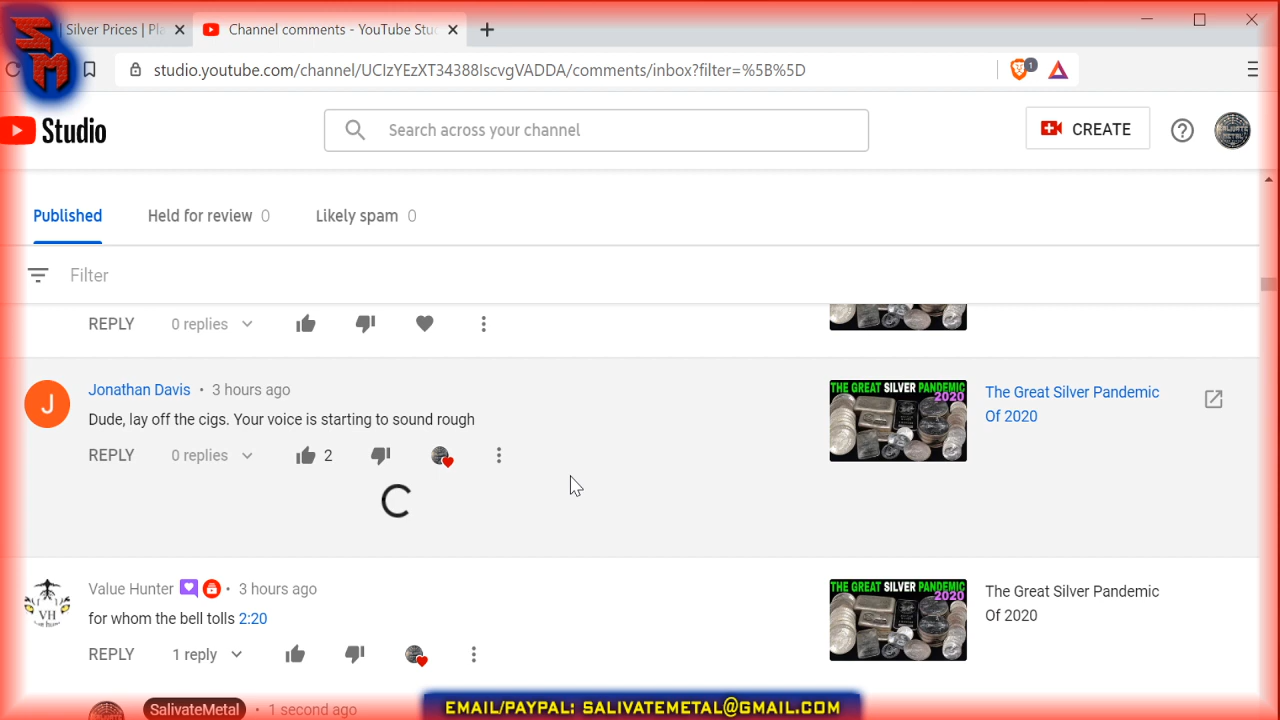 SM
Silver Prices | Pla
Channel comments - YouTube Stu
studio.youtube.com/channel/UCIzYEzXT34388IscvgVADDA/comments/inbox?filter=%5B%5D
1
Studio
Search across your channel
CREATE
Published
Held for review 0
Likely spam 0
Filter
REPLY
0 replies
J
Jonathan Davis • 3 hours ago
Dude, lay off the cigs. Your voice is starting to sound rough
REPLY
0 replies
2
THE GREAT SILVER PANDEMIC
2020
The Great Silver Pandemic
Of 2020
VH
Value Hunter • 3 hours ago
for whom the bell tolls 2:20
REPLY
1 reply
THE GREAT SILVER PANDEMIC
2020
The Great Silver Pandemic
Of 2020
SalivateMetal • 1 second ago
EMAIL/PAYPAL: SALIVATEMETAL@GMAIL.COM